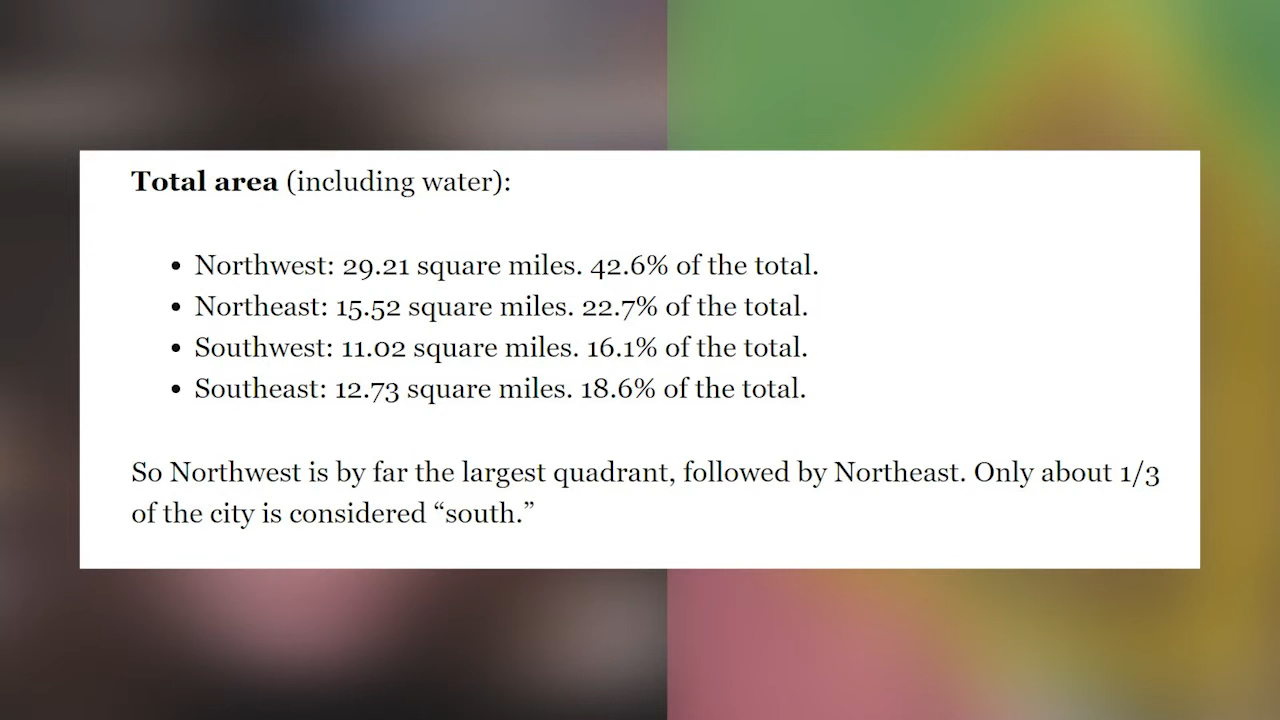 Total area (including water):
• Northwest: 29.21 square miles. 42.6% of the total.
• Northeast: 15.52 square miles. 22.7% of the total.
• Southwest: 11.02 square miles. 16.1% of the total.
• Southeast: 12.73 square miles. 18.6% of the total.
So Northwest is by far the largest quadrant, followed by Northeast. Only about 1/3
of the city is considered “south.”